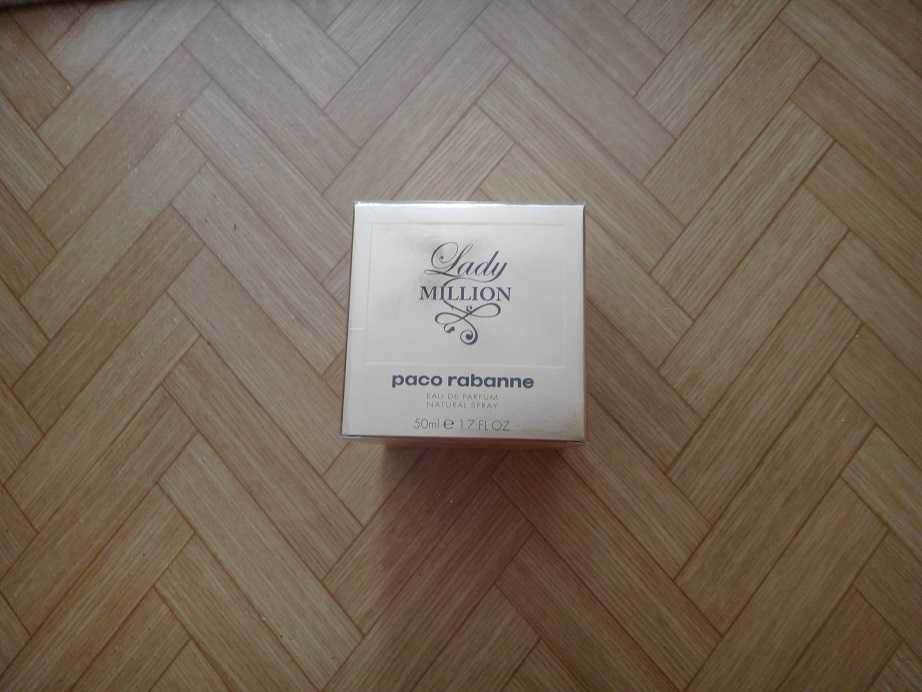 Lady
MILLION
paco rabanne
EAU DE PARFUM
NATURAL SPRAY
50ml ℮ 1.7 FL OZ